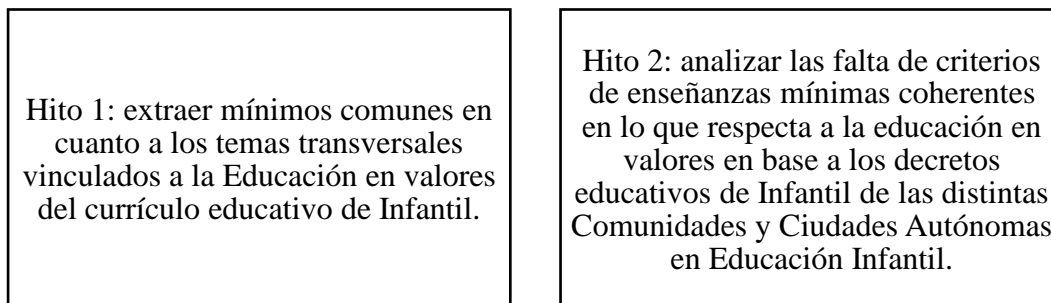 Hito 1: extraer mínimos comunes en
cuanto a los temas transversales
vinculados a la Educación en valores
del currículo educativo de Infantil.
Hito 2: analizar las falta de criterios
de enseñanzas mínimas coherentes
en lo que respecta a la educación en
valores en base a los decretos
educativos de Infantil de las distintas
Comunidades y Ciudades Autónomas
en Educación Infantil.